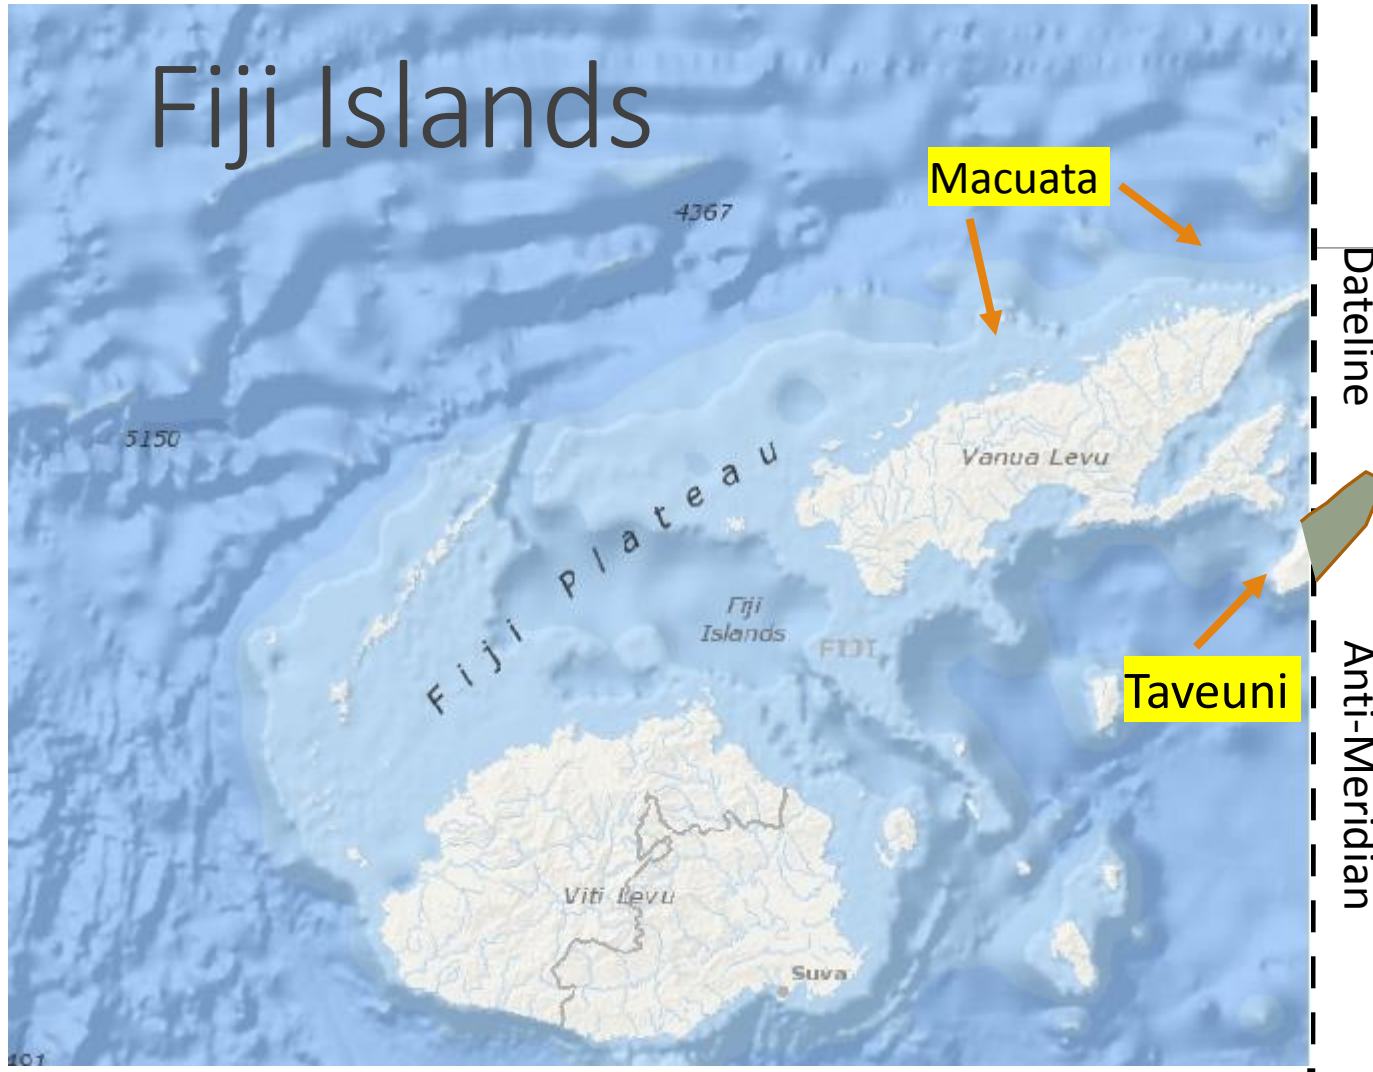 Fiji Islands
Macuata
4367
Dateline
5150
Vanua Levu
Fiji Plateau
Fiji
Islands
FIJI
Taveuni
Anti-Meridian
Viti Levu
Suva
491